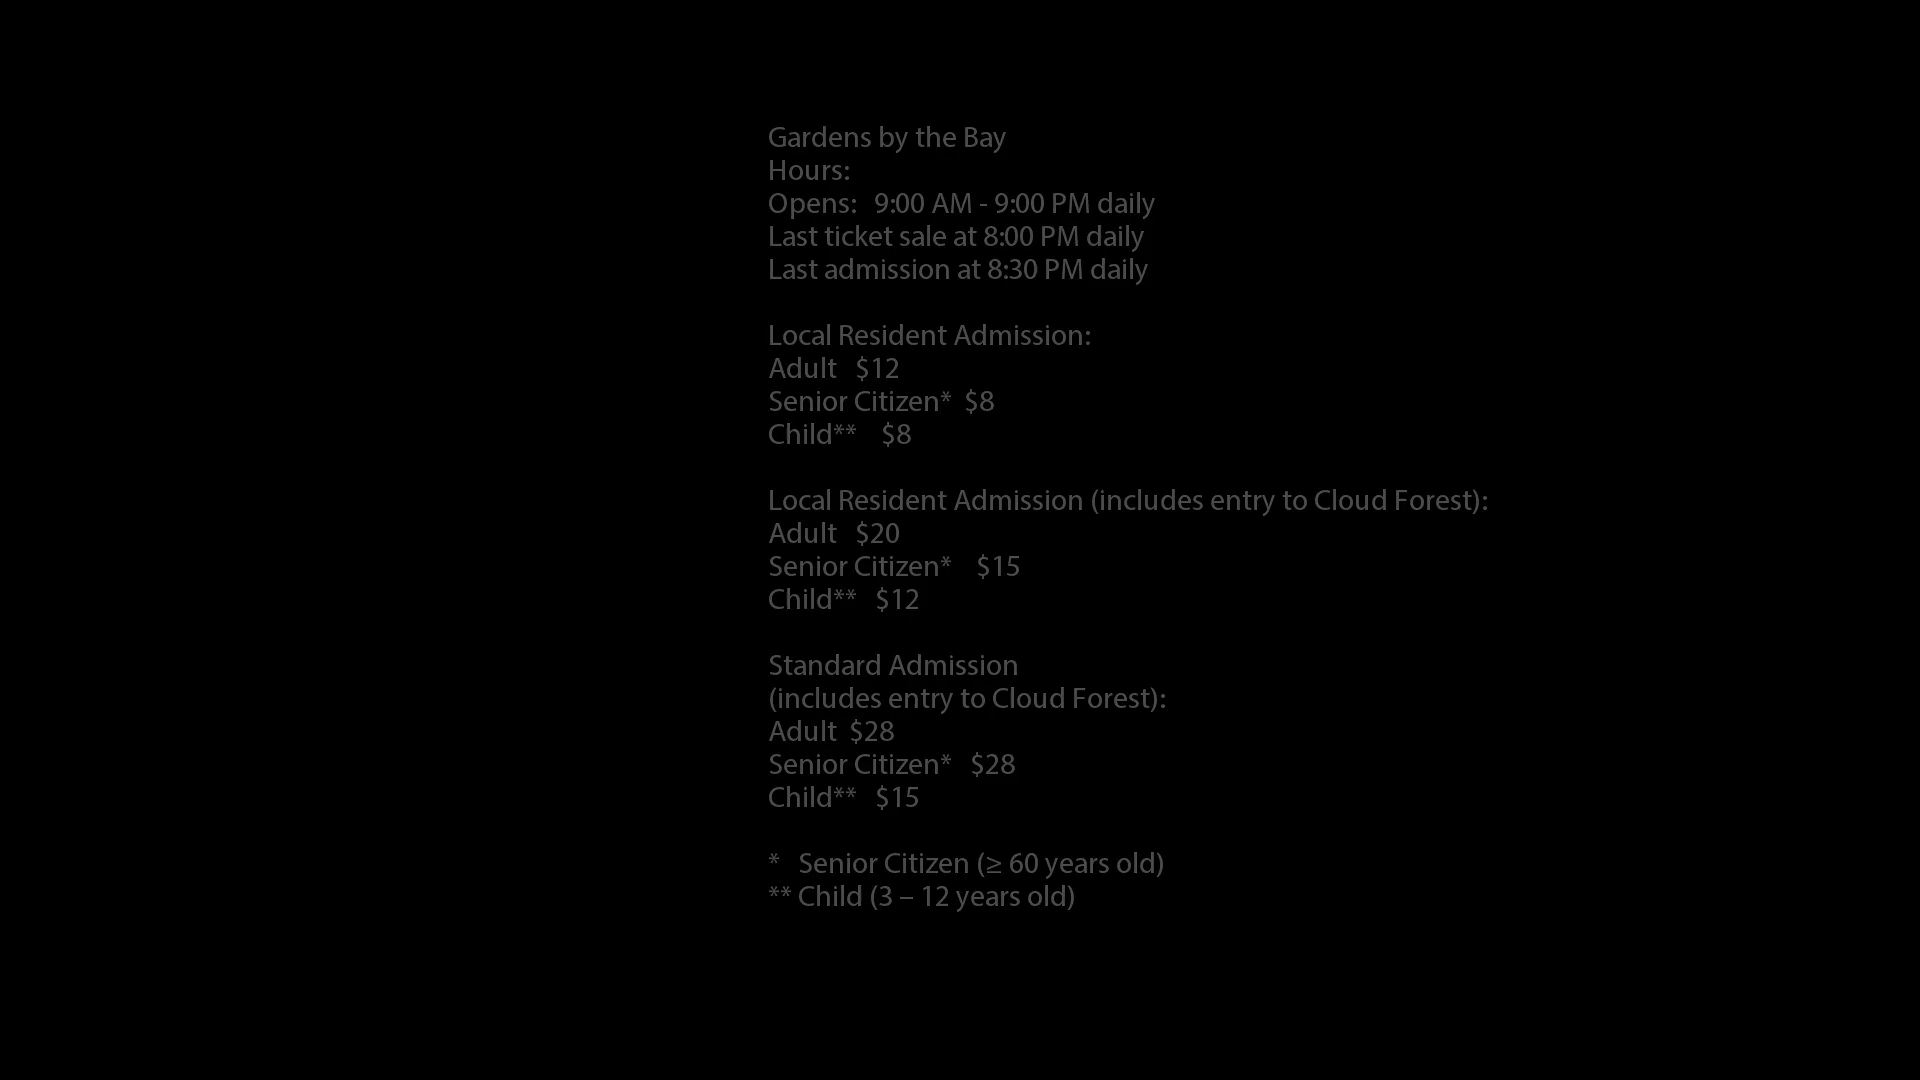 Gardens by the Bay
Hours:
Opens: 9:00 AM - 9:00 PM daily
Last ticket sale at 8:00 PM daily
Last admission at 8:30 PM daily
Local Resident Admission:
Adult $12
Senior Citizen* $8
Child** $8
Local Resident Admission (includes entry to Cloud Forest):
Adult $20
Senior Citizen* $15
Child** $12
Standard Admission
(includes entry to Cloud Forest):
Adult $28
Senior Citizen* $28
Child** $15
* Senior Citizen (≥ 60 years old)
** Child (3 – 12 years old)